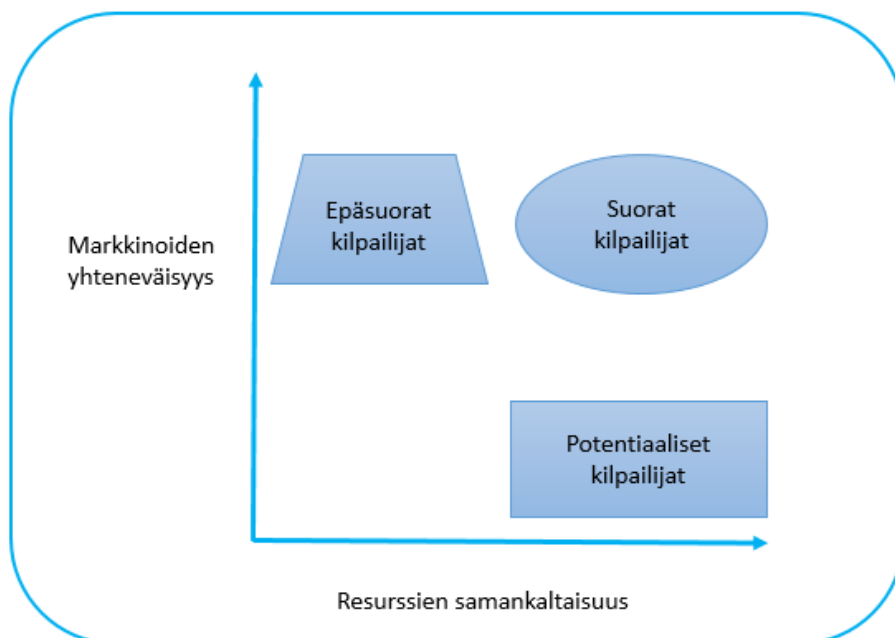 Epäsuorat
kilpailijat
Suorat
kilpailijat
Markkinoiden
yhteneväisyys
Potentiaaliset
kilpailijat
Resurssien samankaltaisuus